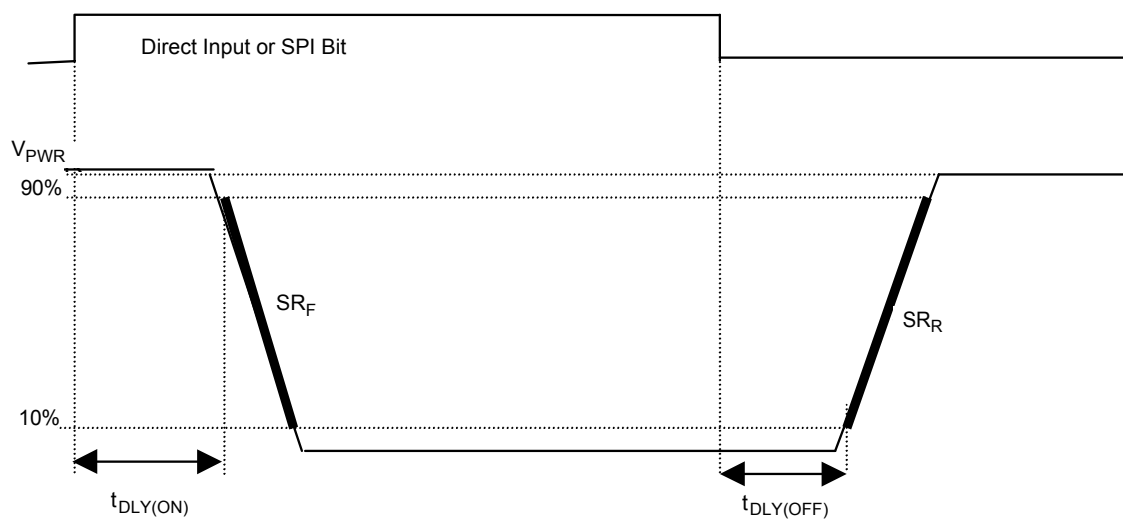 Direct Input or SPI Bit
VPWR
90%
SRF
SRR
10%
tDLY(ON)
tDLY(OFF)